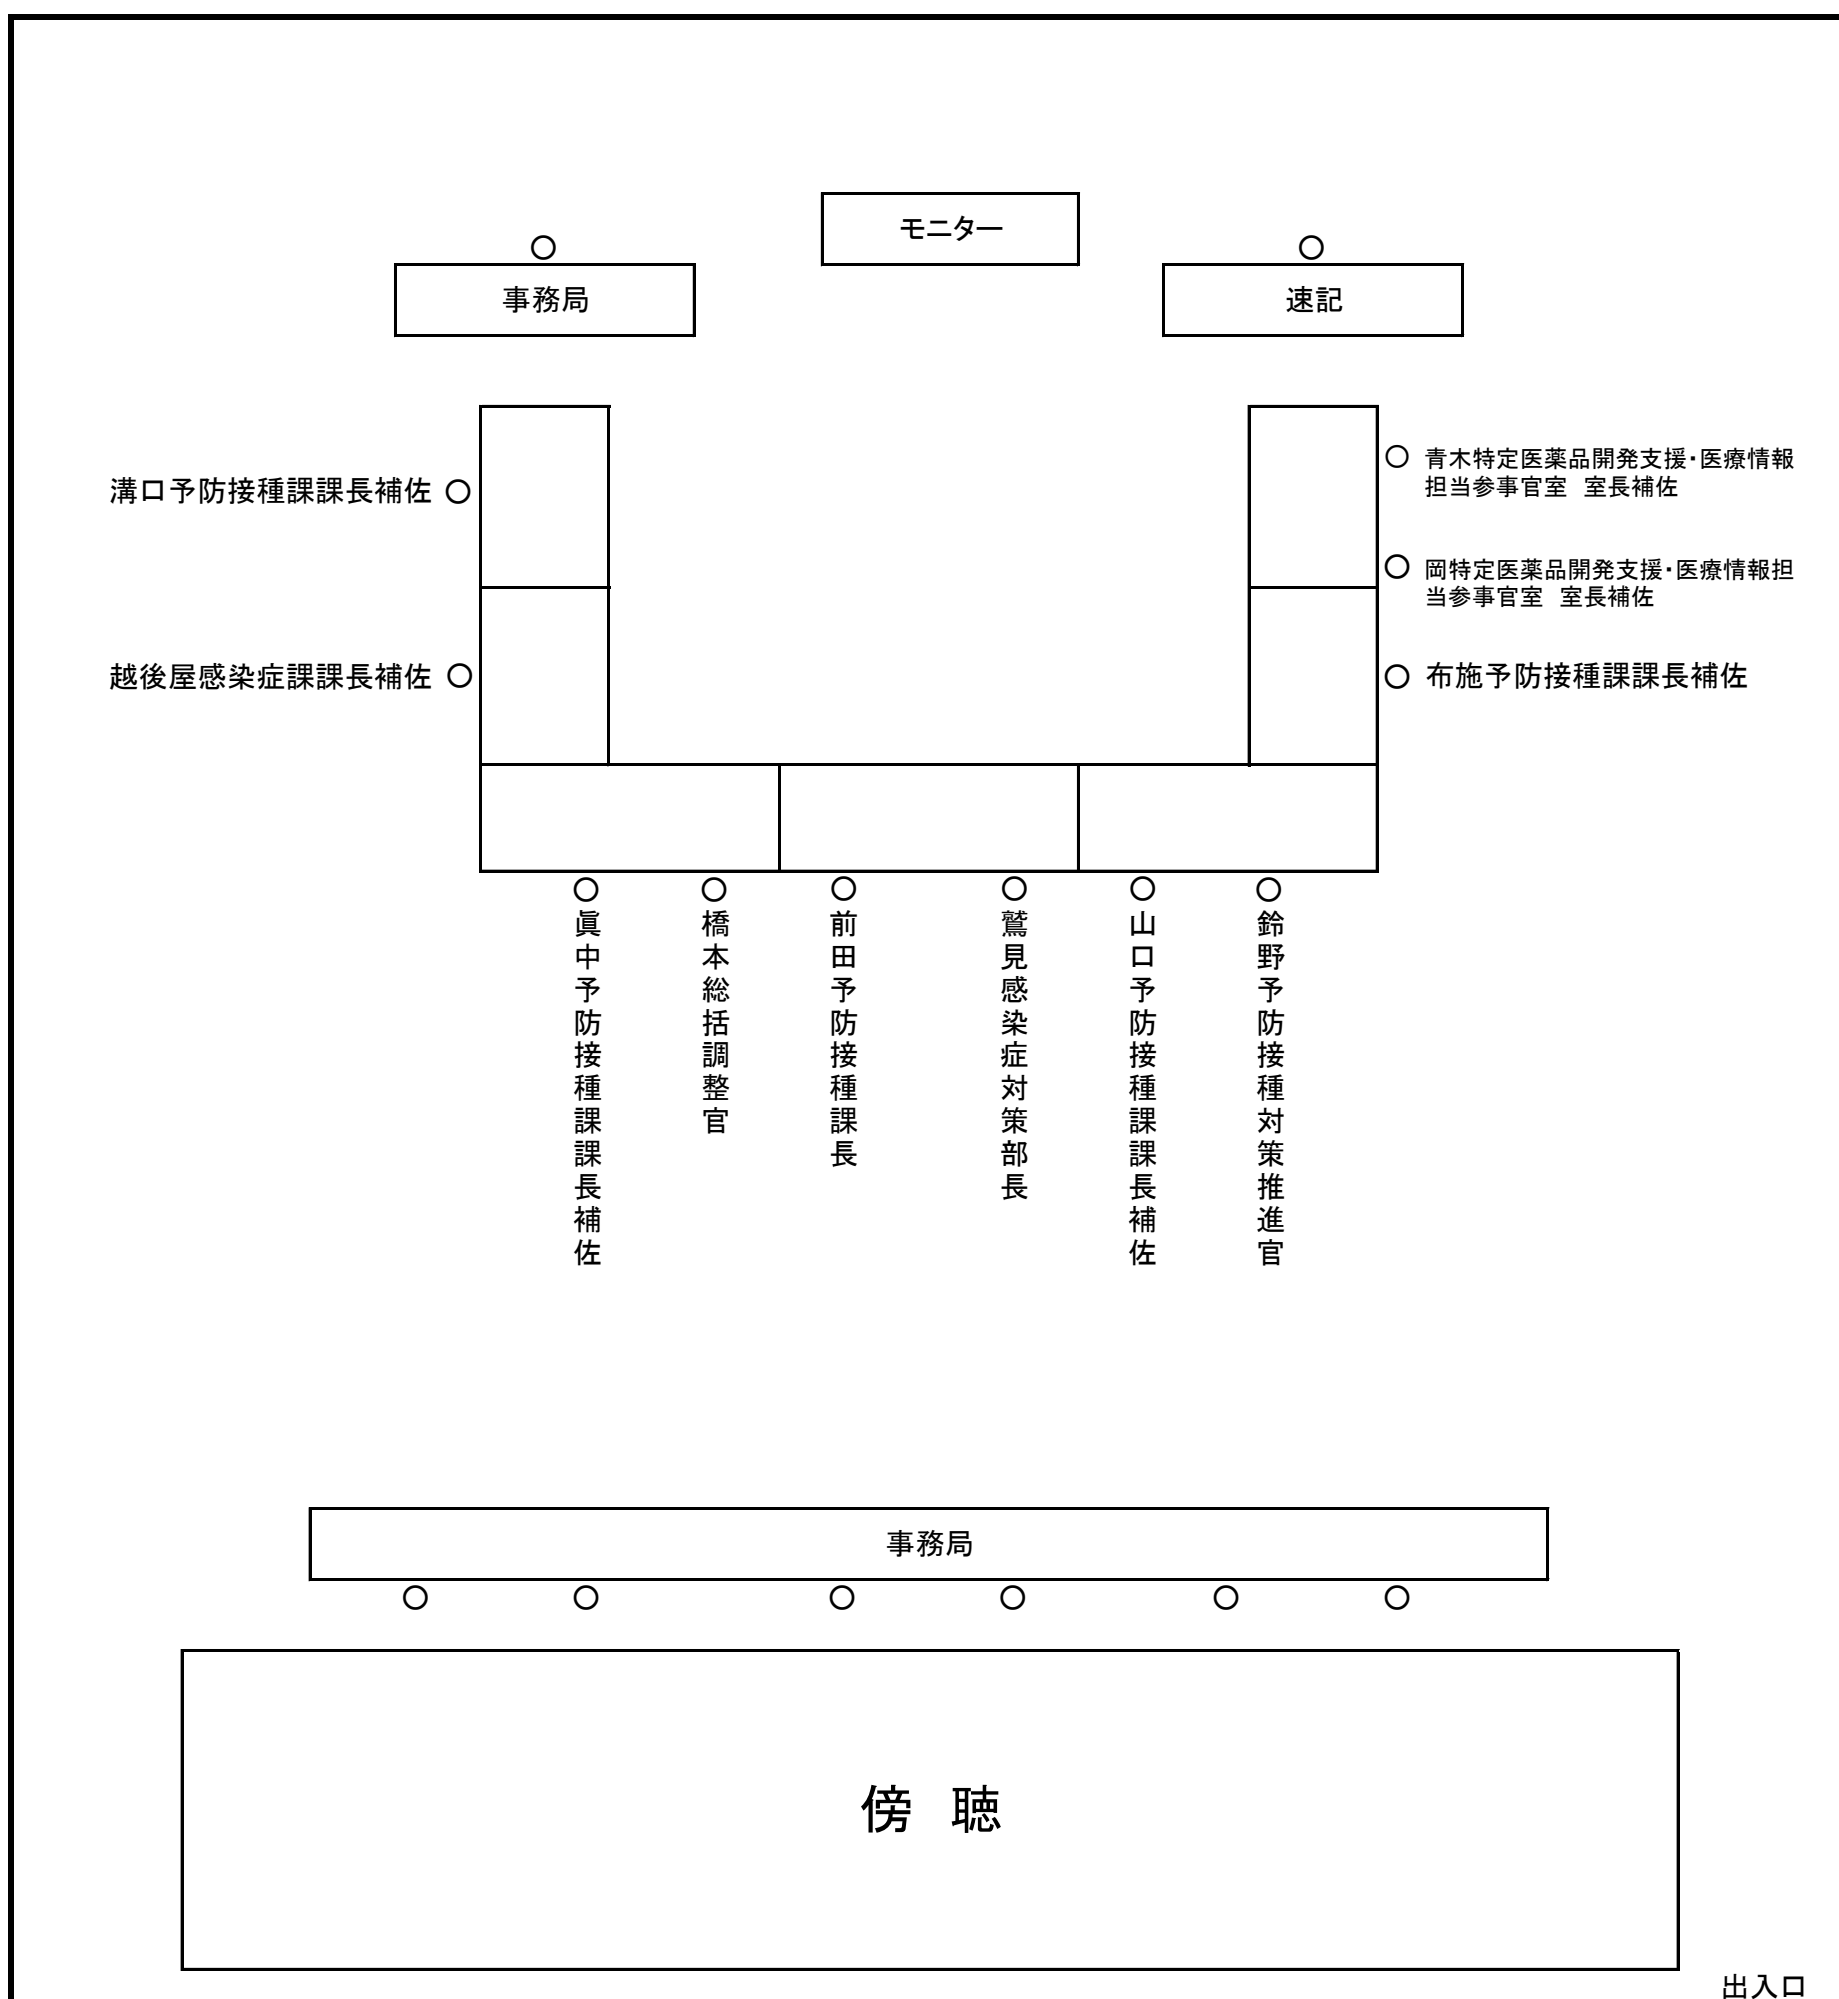 モニター
事務局
速記
溝口予防接種課課長補佐 ○
○ 青木特定医薬品開発支援・医療情報
担当参事官室　室長補佐
○ 岡特定医薬品開発支援・医療情報担
当参事官室　室長補佐
越後屋感染症課課長補佐 ○
○ 布施予防接種課課長補佐
○眞中予防接種課課長補佐
○橋本総括調整官
○前田予防接種課長
○鷲見感染症対策部長
○山口予防接種課課長補佐
○鈴野予防接種対策推進官
事務局
傍　聴
出入口